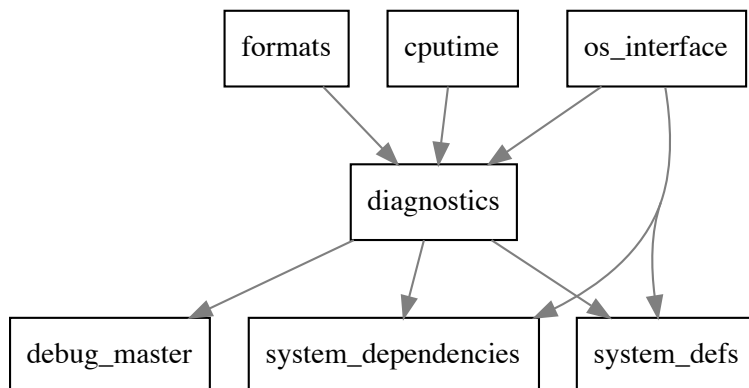 formats
cputime
os_interface
diagnostics
debug_master
system_dependencies
system_defs